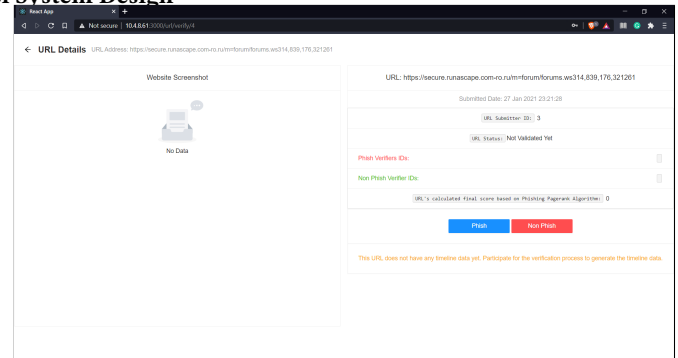 System Design
React App
Not secure | 10.4.8.61:3000/url/verify/4
URL Details URL Address: https://secure.runascape.com-ro.ru/m=forum/forums.ws314,839,176,321261
Website Screenshot
No Data
URL: https://secure.runascape.com-ro.ru/m=forum/forums.ws314,839,176,321261
Submitted Date: 27 Jan 2021 23:21:28
URL Submitter ID: 3
URL Status: Not Validated Yet
Phish Verifiers IDs:
Non Phish Verifier IDs:
URL's calculated final score based on Phishing Pagerank Algorithm: 0
Phish Non Phish
This URL does not have any timeline data yet. Participate for the verification process to generate the timeline data.